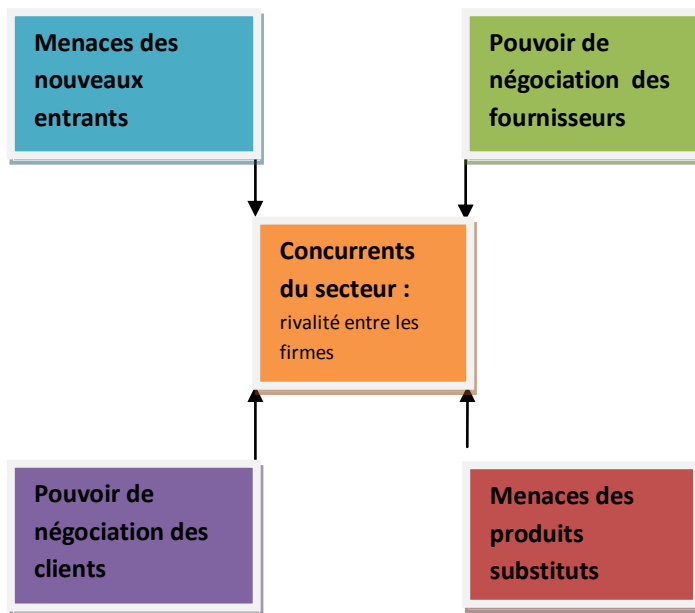 Menaces des
nouveaux
entrants
Pouvoir de
négociation des
fournisseurs
Concurrents
du secteur :
rivalité entre les
firmes
Pouvoir de
négociation des
clients
Menaces des
produits
substituts